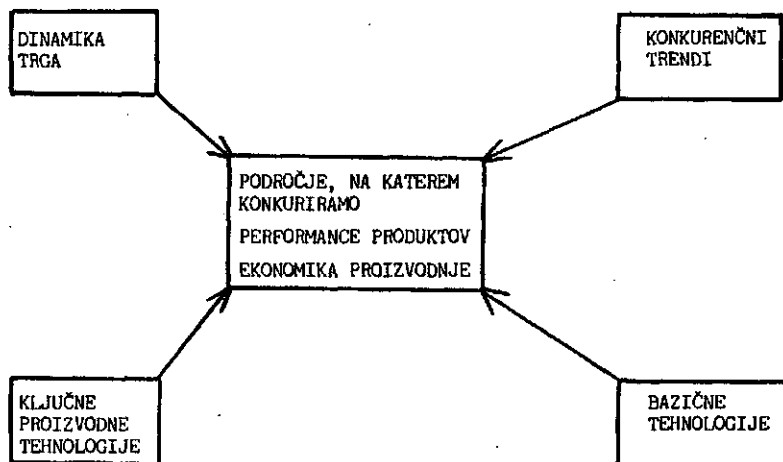 DINAMIKA
TRGA
KONKURENČNI
TRENDI
PODROČJE, NA KATEREM
KONKURIRAMO
PERFORMANCE PRODUKTOV
EKONOMIKA PROIZVODNJE
KLJUČNE
PROIZVODNE
TEHNOLOGIJE
BAZIČNE
TEHNOLOGIJE